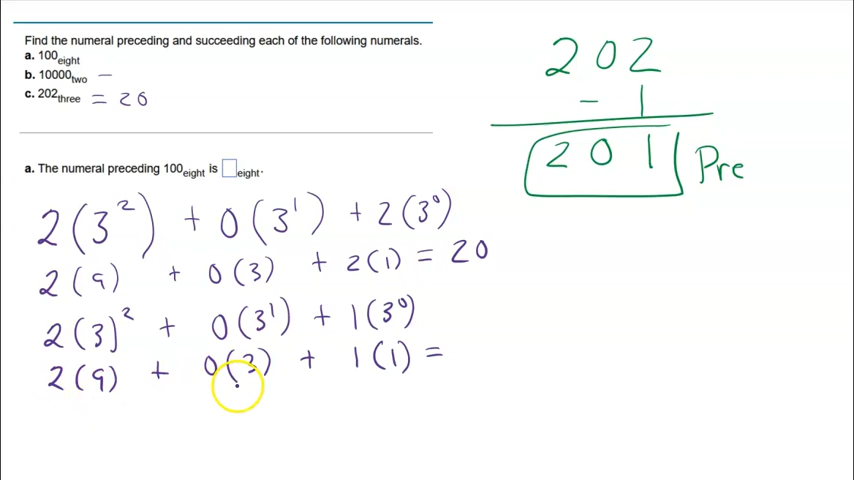 Find the numeral preceding and succeeding each of the following numerals.
a. 100eight
b. 10000two –
c. 202three = 20
a. The numeral preceding 100eight is eight.
202
- 1
201 Pre
2(3²) + 0(3¹) + 2(3⁰)
2(9) + 0(3) + 2(1) = 20
2(3)² + 0(3¹) + 1(3⁰)
2(9) + 0(3) + 1(1) =